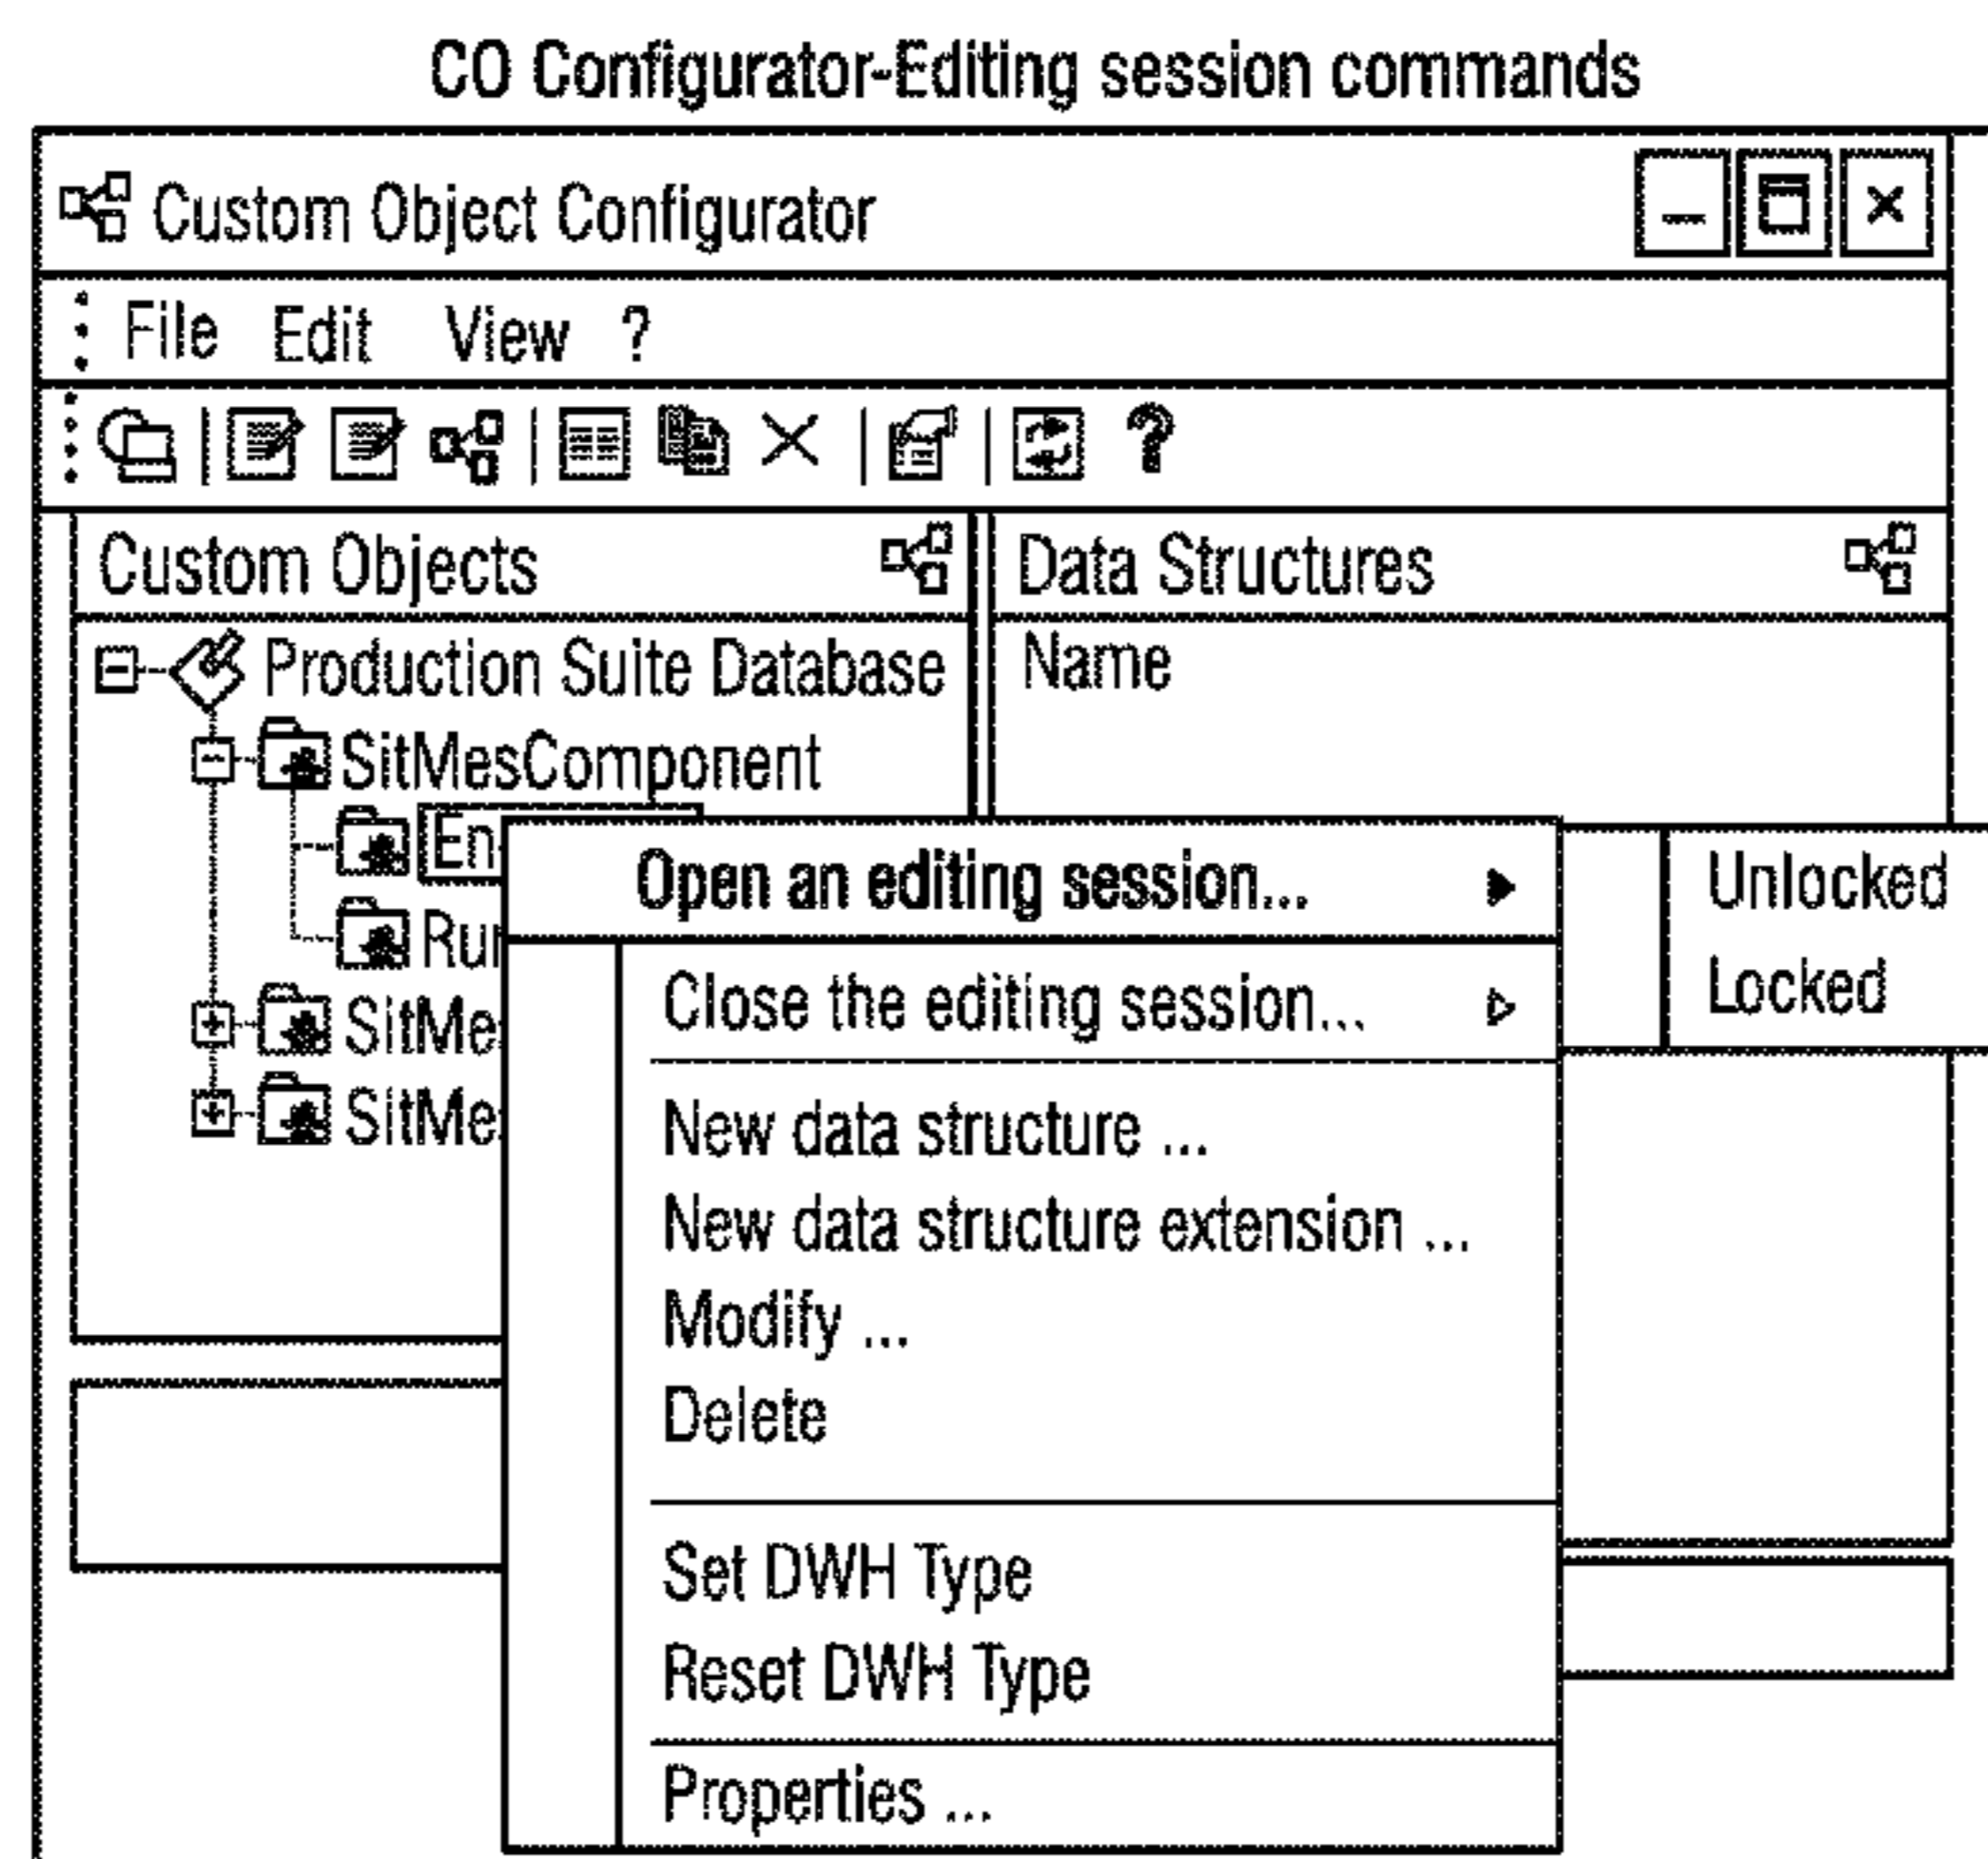 CO Configurator-Editing session commands
Custom Object Configurator
File Edit View ?
Custom Objects
Data Structures
Production Suite Database
Name
SitMesComponent
Open an editing session...
Unlocked
Close the editing session...
Locked
New data structure ...
New data structure extension ...
Modify ...
Delete
Set DWH Type
Reset DWH Type
Properties ...